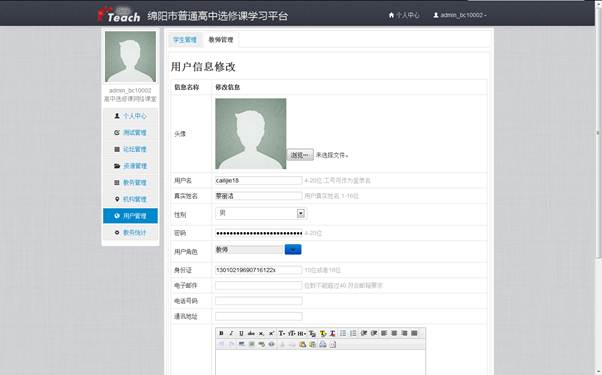 Teach 绵阳市普通高中选修课学习平台 个人中心 admin_bc10002
admin_bc10002
高中选修课网络课堂
个人中心
测试管理
论坛管理
资源管理
教务管理
机构管理
用户管理
教务统计
学生管理 教师管理
用户信息修改
信息名称 修改信息
头像 浏览… 未选择文件。
用户名 cailijie18 4-20位 工号可作为登录名
真实姓名 蔡丽洁 用户真实姓名 1-16位
性别 男
密码 4-20位
用户角色 教师
身份证 13010219690716122x 15位或者18位
电子邮件 位数不能超过40 符合邮箱要求
电话号码
通讯地址